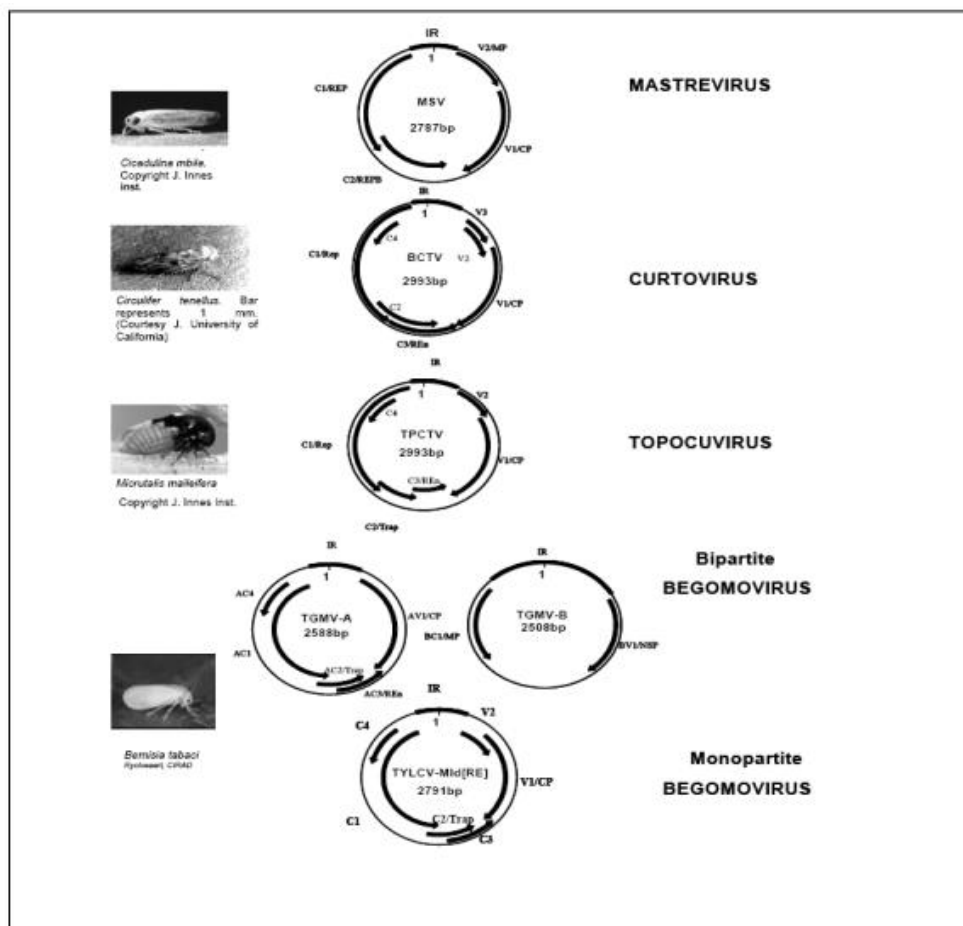 IR
1
V2/MP
C1/REP
MSV
2787bp
V1/CP
C2/REPB
MASTREVIRUS
Cicadulina mbile.
Copyright J. Innes
inst.
IR
1
V3
C4
C1/Rep
BCTV
V2
2993bp
V1/CP
C2
C3/REn
CURTOVIRUS
Circulifer tenellus. Bar
represents 1 mm.
(Courtesy J. University of
California)
IR
1
V2
C4
C1/Rep
TPCTV
2993bp
V1/CP
C3/REn
C2/Trap
TOPOCUVIRUS
Micrutalis malleifera
Copyright J. Innes Inst.
IR
1
AC4
TGMV-A
2588bp
AV1/CP
AC1
AC2/Trap
AC3/REn
IR
1
TGMV-B
2508bp
BC1/MP
BV1/NSP
Bipartite
BEGOMOVIRUS
IR
1
V2
C4
TYLCV-Mld[RE]
2791bp
V1/CP
C1
C2/Trap
C3
Bemisia tabaci
Monopartite
BEGOMOVIRUS